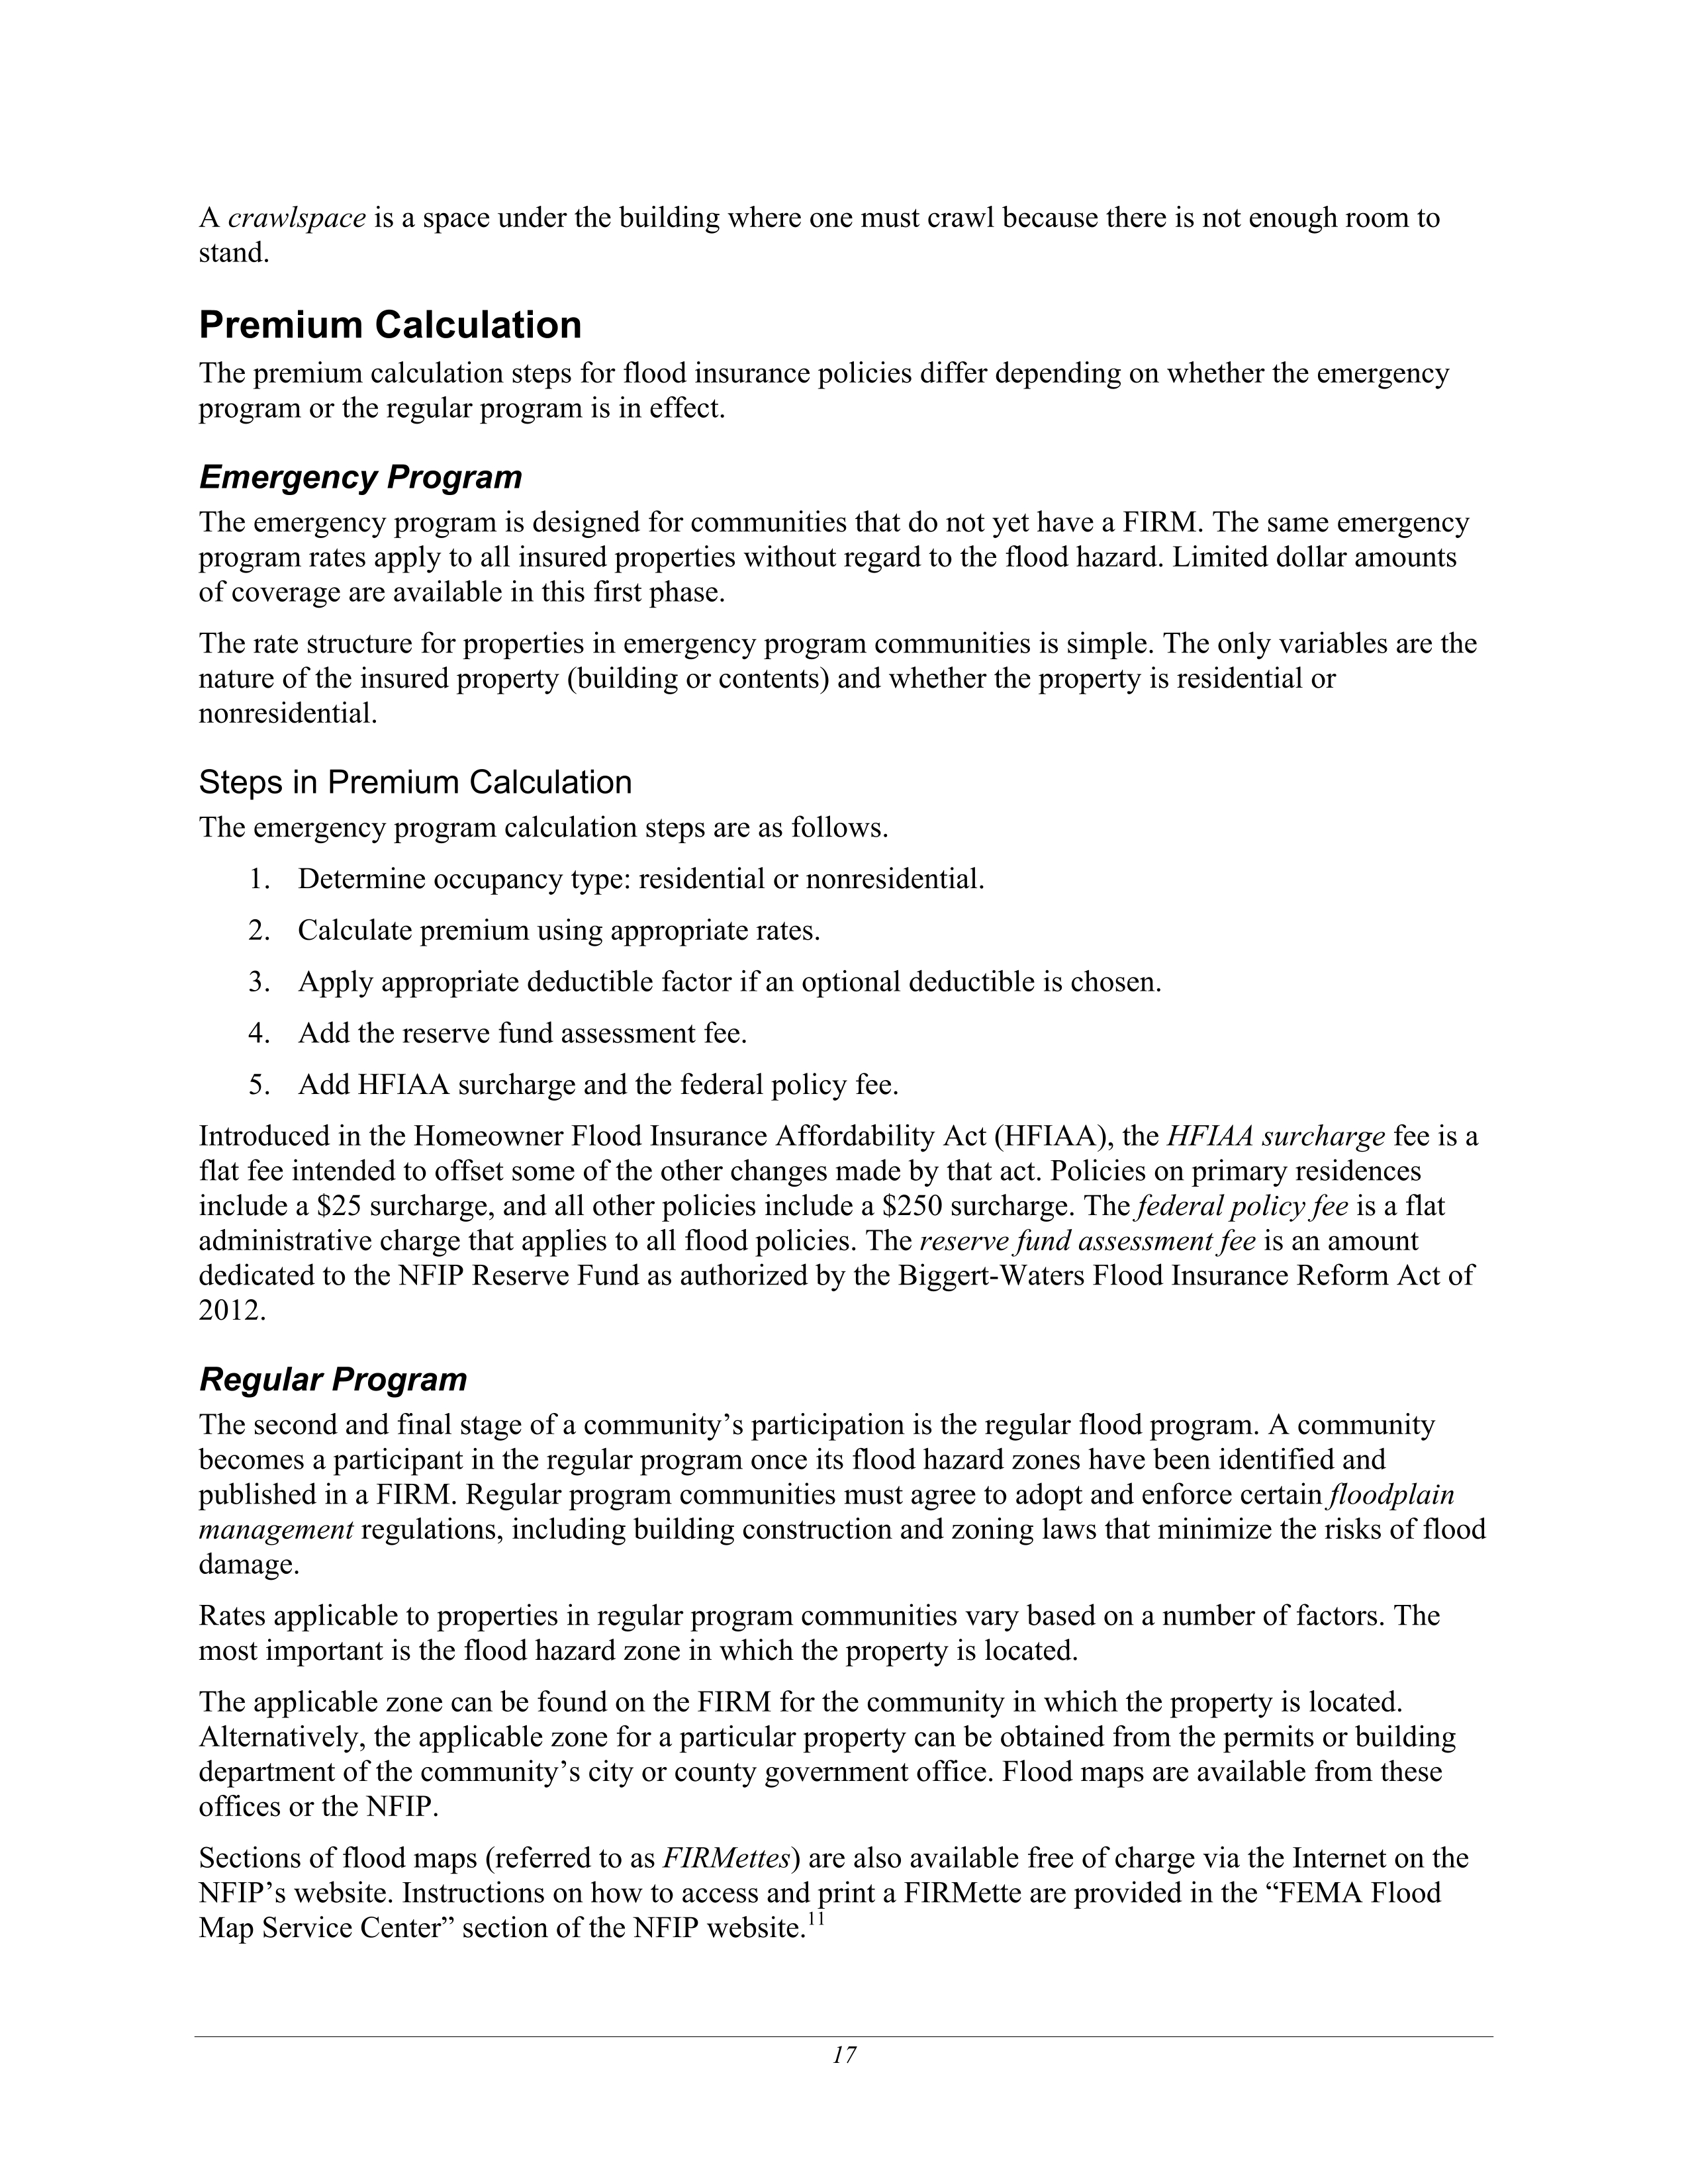 A crawlspace is a space under the building where one must crawl because there is not enough room to
stand.
Premium Calculation
The premium calculation steps for flood insurance policies differ depending on whether the emergency
program or the regular program is in effect.
Emergency Program
The emergency program is designed for communities that do not yet have a FIRM. The same emergency
program rates apply to all insured properties without regard to the flood hazard. Limited dollar amounts
of coverage are available in this first phase.
The rate structure for properties in emergency program communities is simple. The only variables are the
nature of the insured property (building or contents) and whether the property is residential or
nonresidential.
Steps in Premium Calculation
The emergency program calculation steps are as follows.
1. Determine occupancy type: residential or nonresidential.
2. Calculate premium using appropriate rates.
3. Apply appropriate deductible factor if an optional deductible is chosen.
4. Add the reserve fund assessment fee.
5. Add HFIAA surcharge and the federal policy fee.
Introduced in the Homeowner Flood Insurance Affordability Act (HFIAA), the HFIAA surcharge fee is a
flat fee intended to offset some of the other changes made by that act. Policies on primary residences
include a $25 surcharge, and all other policies include a $250 surcharge. The federal policy fee is a flat
administrative charge that applies to all flood policies. The reserve fund assessment fee is an amount
dedicated to the NFIP Reserve Fund as authorized by the Biggert-Waters Flood Insurance Reform Act of
2012.
Regular Program
The second and final stage of a community’s participation is the regular flood program. A community
becomes a participant in the regular program once its flood hazard zones have been identified and
published in a FIRM. Regular program communities must agree to adopt and enforce certain floodplain
management regulations, including building construction and zoning laws that minimize the risks of flood
damage.
Rates applicable to properties in regular program communities vary based on a number of factors. The
most important is the flood hazard zone in which the property is located.
The applicable zone can be found on the FIRM for the community in which the property is located.
Alternatively, the applicable zone for a particular property can be obtained from the permits or building
department of the community’s city or county government office. Flood maps are available from these
offices or the NFIP.
Sections of flood maps (referred to as FIRMettes) are also available free of charge via the Internet on the
NFIP’s website. Instructions on how to access and print a FIRMette are provided in the “FEMA Flood
Map Service Center” section of the NFIP website.11
17